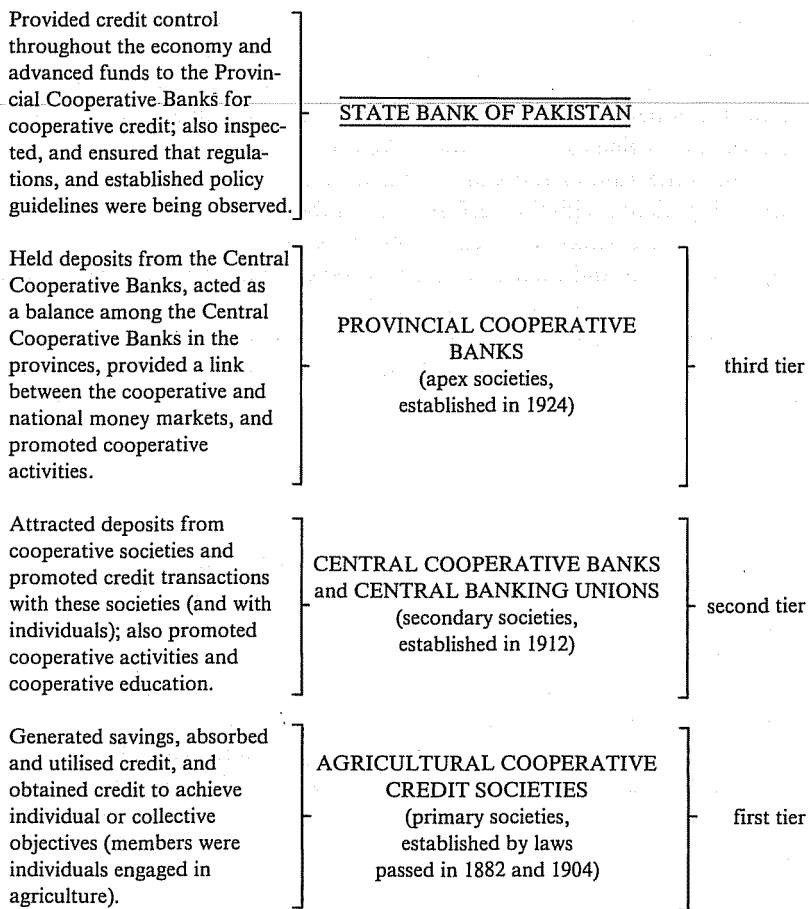 Provided credit control
throughout the economy and
advanced funds to the Provin-
cial Cooperative Banks for
cooperative credit; also inspec-
ted, and ensured that regula-
tions, and established policy
guidelines were being observed.
STATE BANK OF PAKISTAN
Held deposits from the Central
Cooperative Banks, acted as
a balance among the Central
Cooperative Banks in the
provinces, provided a link
between the cooperative and
national money markets, and
promoted cooperative
activities.
PROVINCIAL COOPERATIVE
BANKS
(apex societies,
established in 1924)
third tier
Attracted deposits from
cooperative societies and
promoted credit transactions
with these societies (and with
individuals); also promoted
cooperative activities and
cooperative education.
CENTRAL COOPERATIVE BANKS
and CENTRAL BANKING UNIONS
(secondary societies,
established in 1912)
second tier
Generated savings, absorbed
and utilised credit, and
obtained credit to achieve
individual or collective
objectives (members were
individuals engaged in
agriculture).
AGRICULTURAL COOPERATIVE
CREDIT SOCIETIES
(primary societies,
established by laws
passed in 1882 and 1904)
first tier